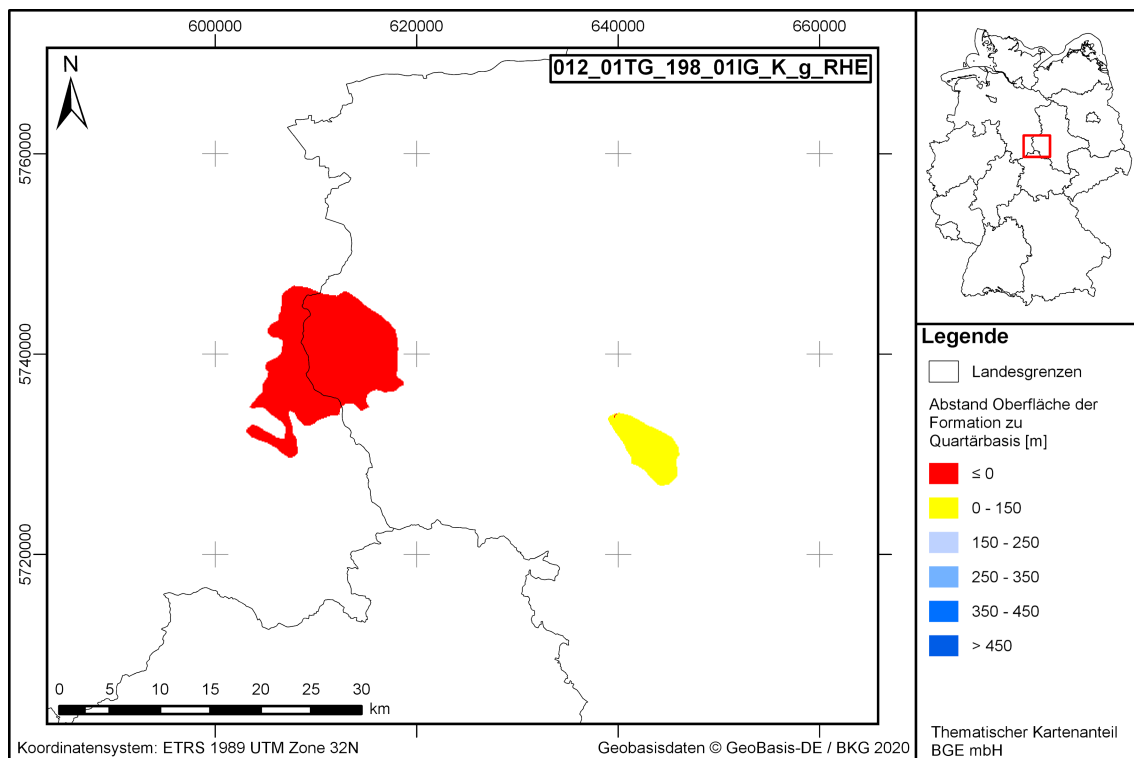 600000
620000
640000
660000
N
012_01TG_198_01IG_K_g_RHE
5760000
5740000
5720000
0
5
10
15
20
25
30
km
Koordinatensystem: ETRS 1989 UTM Zone 32N
Geobasisdaten © GeoBasis-DE / BKG 2020
Legende
Landesgrenzen
Abstand Oberfläche der
Formation zu
Quartärbasis [m]
≤ 0
0 - 150
150 - 250
250 - 350
350 - 450
> 450
Thematischer Kartenanteil
BGE mbH